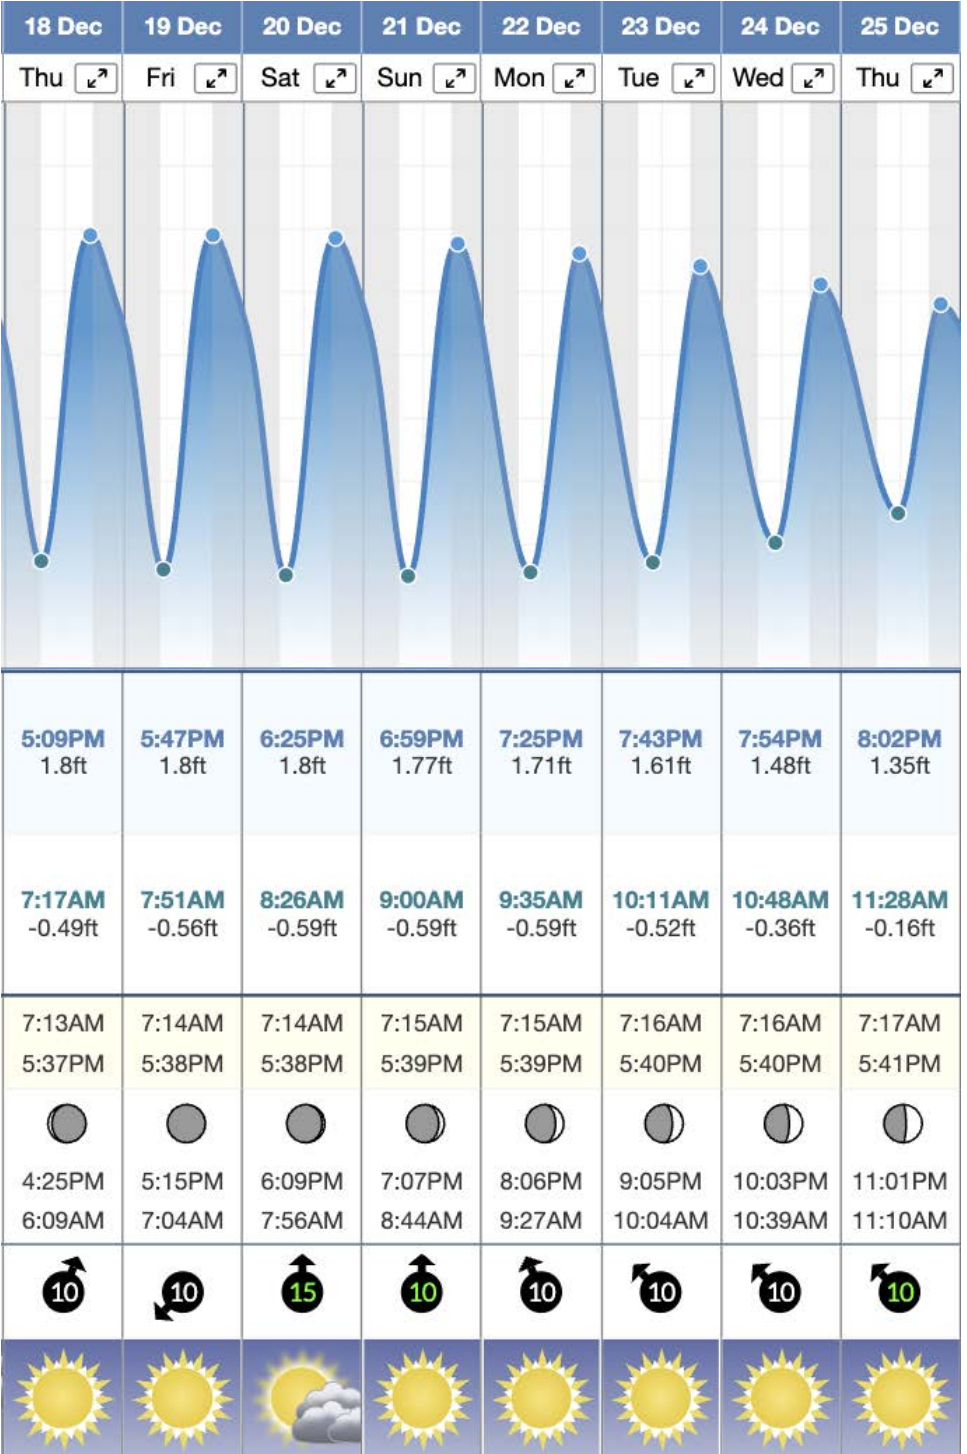 18 Dec 19 Dec 20 Dec 21 Dec 22 Dec 23 Dec 24 Dec 25 Dec
Thu Fri Sat Sun Mon Tue Wed Thu
5:09PM 5:47PM 6:25PM 6:59PM 7:25PM 7:43PM 7:54PM 8:02PM
1.8ft 1.8ft 1.8ft 1.77ft 1.71ft 1.61ft 1.48ft 1.35ft
7:17AM 7:51AM 8:26AM 9:00AM 9:35AM 10:11AM 10:48AM 11:28AM
-0.49ft -0.56ft -0.59ft -0.59ft -0.59ft -0.52ft -0.36ft -0.16ft
7:13AM 7:14AM 7:14AM 7:15AM 7:15AM 7:16AM 7:16AM 7:17AM
5:37PM 5:38PM 5:38PM 5:39PM 5:39PM 5:40PM 5:40PM 5:41PM
4:25PM 5:15PM 6:09PM 7:07PM 8:06PM 9:05PM 10:03PM 11:01PM
6:09AM 7:04AM 7:56AM 8:44AM 9:27AM 10:04AM 10:39AM 11:10AM
10 10 15 10 10 10 10 10